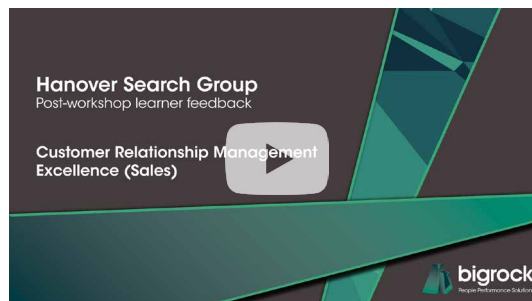 Hanover Search Group
Post-workshop learner feedback
Customer Relationship Management
Excellence (Sales)
bigrock
People Performance Solutions